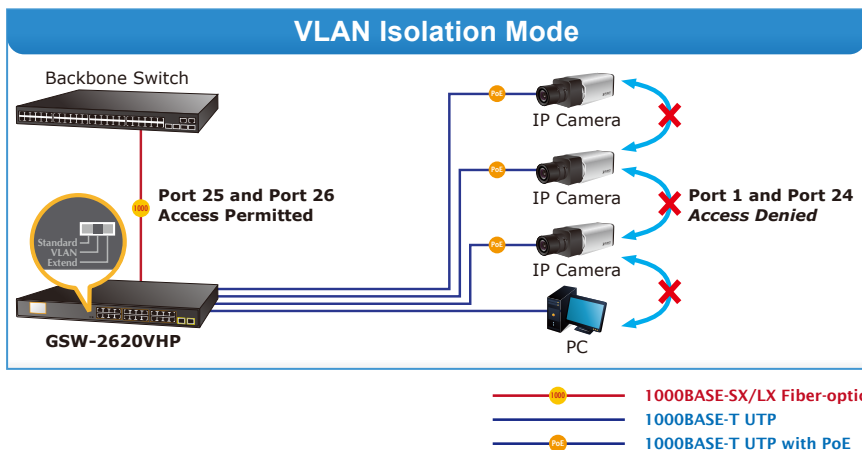 VLAN Isolation Mode
Backbone Switch
PoE
IP Camera
1000
Port 25 and Port 26
Access Permitted
PoE
IP Camera
Port 1 and Port 24
Access Denied
Standard
VLAN
Extend
PoE
IP Camera
GSW-2620VHP
PC
1000
1000BASE-SX/LX Fiber-optic
1000BASE-T UTP
PoE
1000BASE-T UTP with PoE